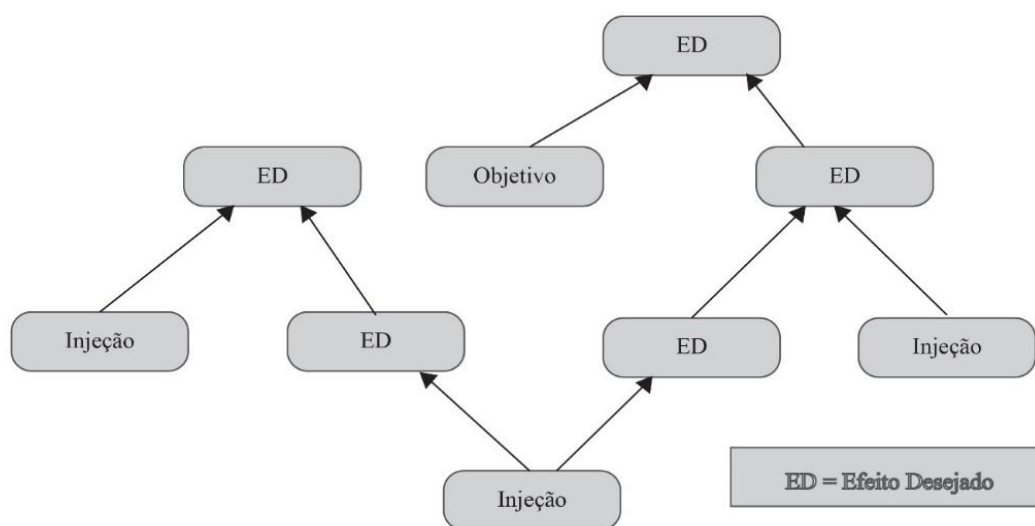 ED
ED
Objetivo
ED
Injeção
ED
ED
Injeção
Injeção
ED = Efeito Desejado